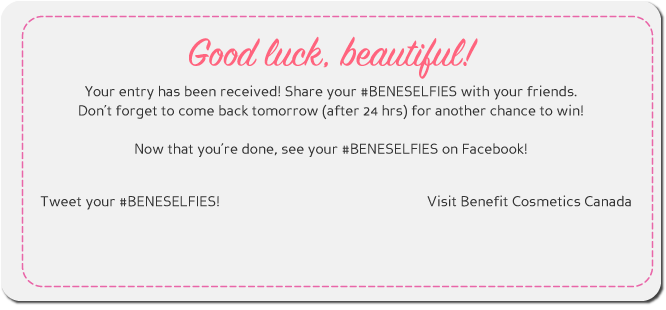 Good luck, beautiful!
Your entry has been received! Share your #BENESELFIES with your friends.
Don't forget to come back tomorrow (after 24 hrs) for another chance to win!
Now that you're done, see your #BENESELFIES on Facebook!
Tweet your #BENESELFIES!
Visit Benefit Cosmetics Canada